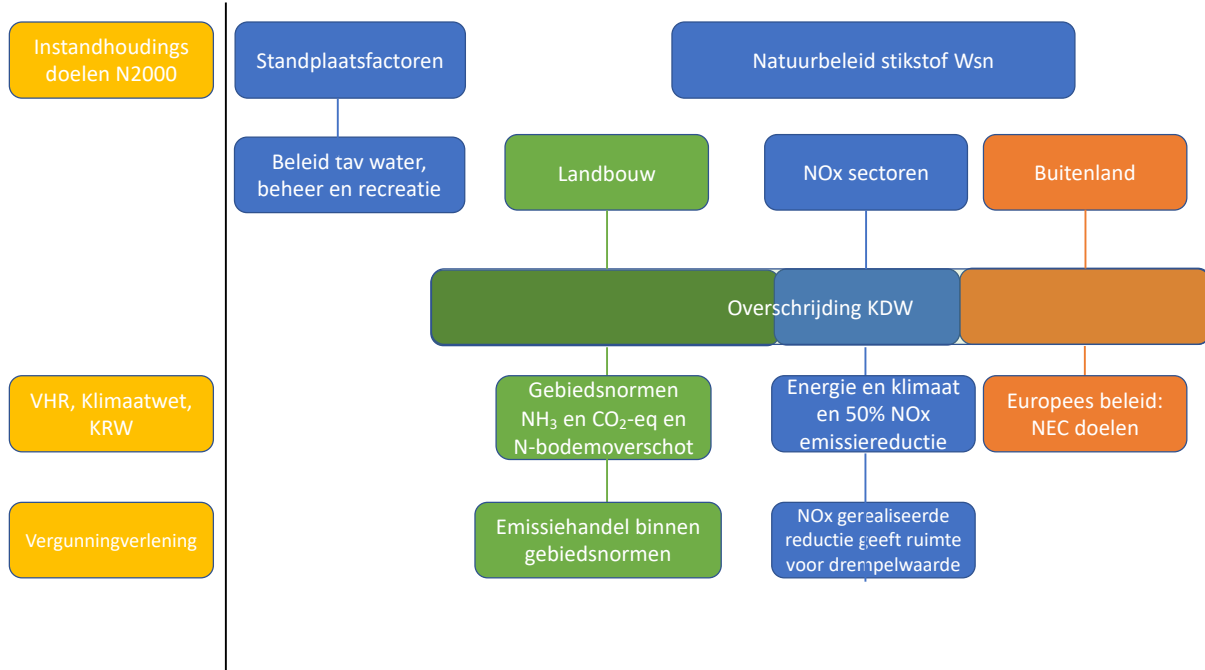 Instandhoudings
doelen N2000
Standplaatsfactoren
Natuurbeleid stikstof Wsn
Beleid tav water,
beheer en recreatie
Landbouw
NOx sectoren
Buitenland
Overschrijding KDW
VHR, Klimaatwet,
KRW
Gebiedsnormen
NH₃ en CO₂-eq en
N-bodemoverschot
Energie en klimaat
en 50% NOx
emissiereductie
Europees beleid:
NEC doelen
Vergunningverlening
Emissiehandel binnen
gebiedsnormen
NOx gerealiseerde
reductie geeft ruimte
voor drempelwaarde